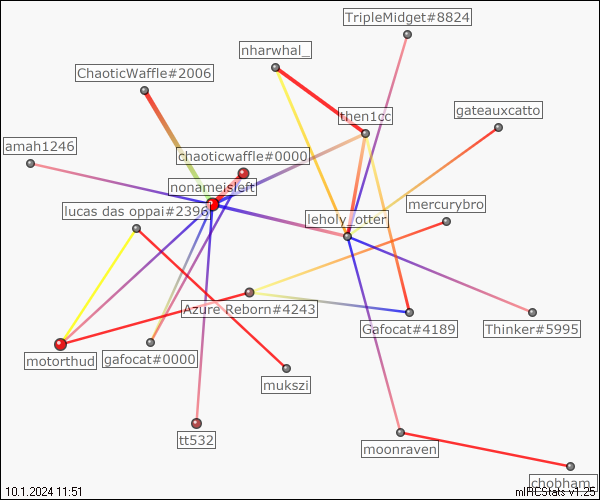 TripleMidget#8824
nharwhal_
ChaoticWaffle#2006
gateauxcatto
then1cc
amah1246
chaoticwaffle#0000
nonameisleft
mercurybro
lucas das oppai#2396
leholy_otter
Azure Reborn#4243
Gafocat#4189
Thinker#5995
motorthud
gafocat#0000
mukszi
tt532
moonraven
chobham_
10.1.2024 11:51
mIRCStats v1.25